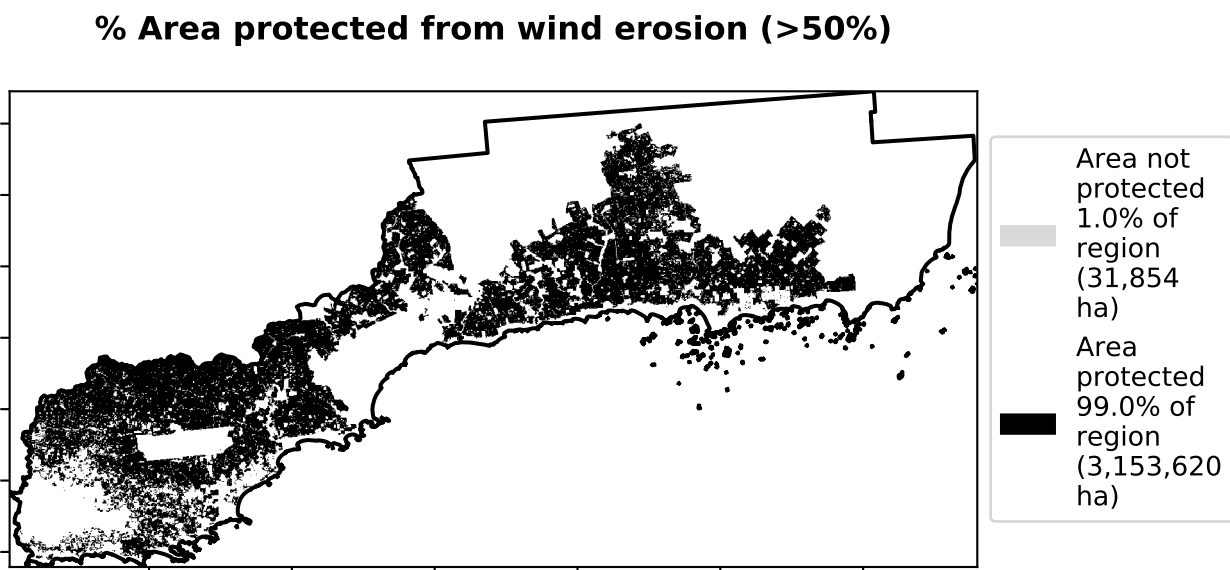 % Area protected from wind erosion (>50%)
Area not
protected
1.0% of
region
(31,854
ha)
Area
protected
99.0% of
region
(3,153,620
ha)